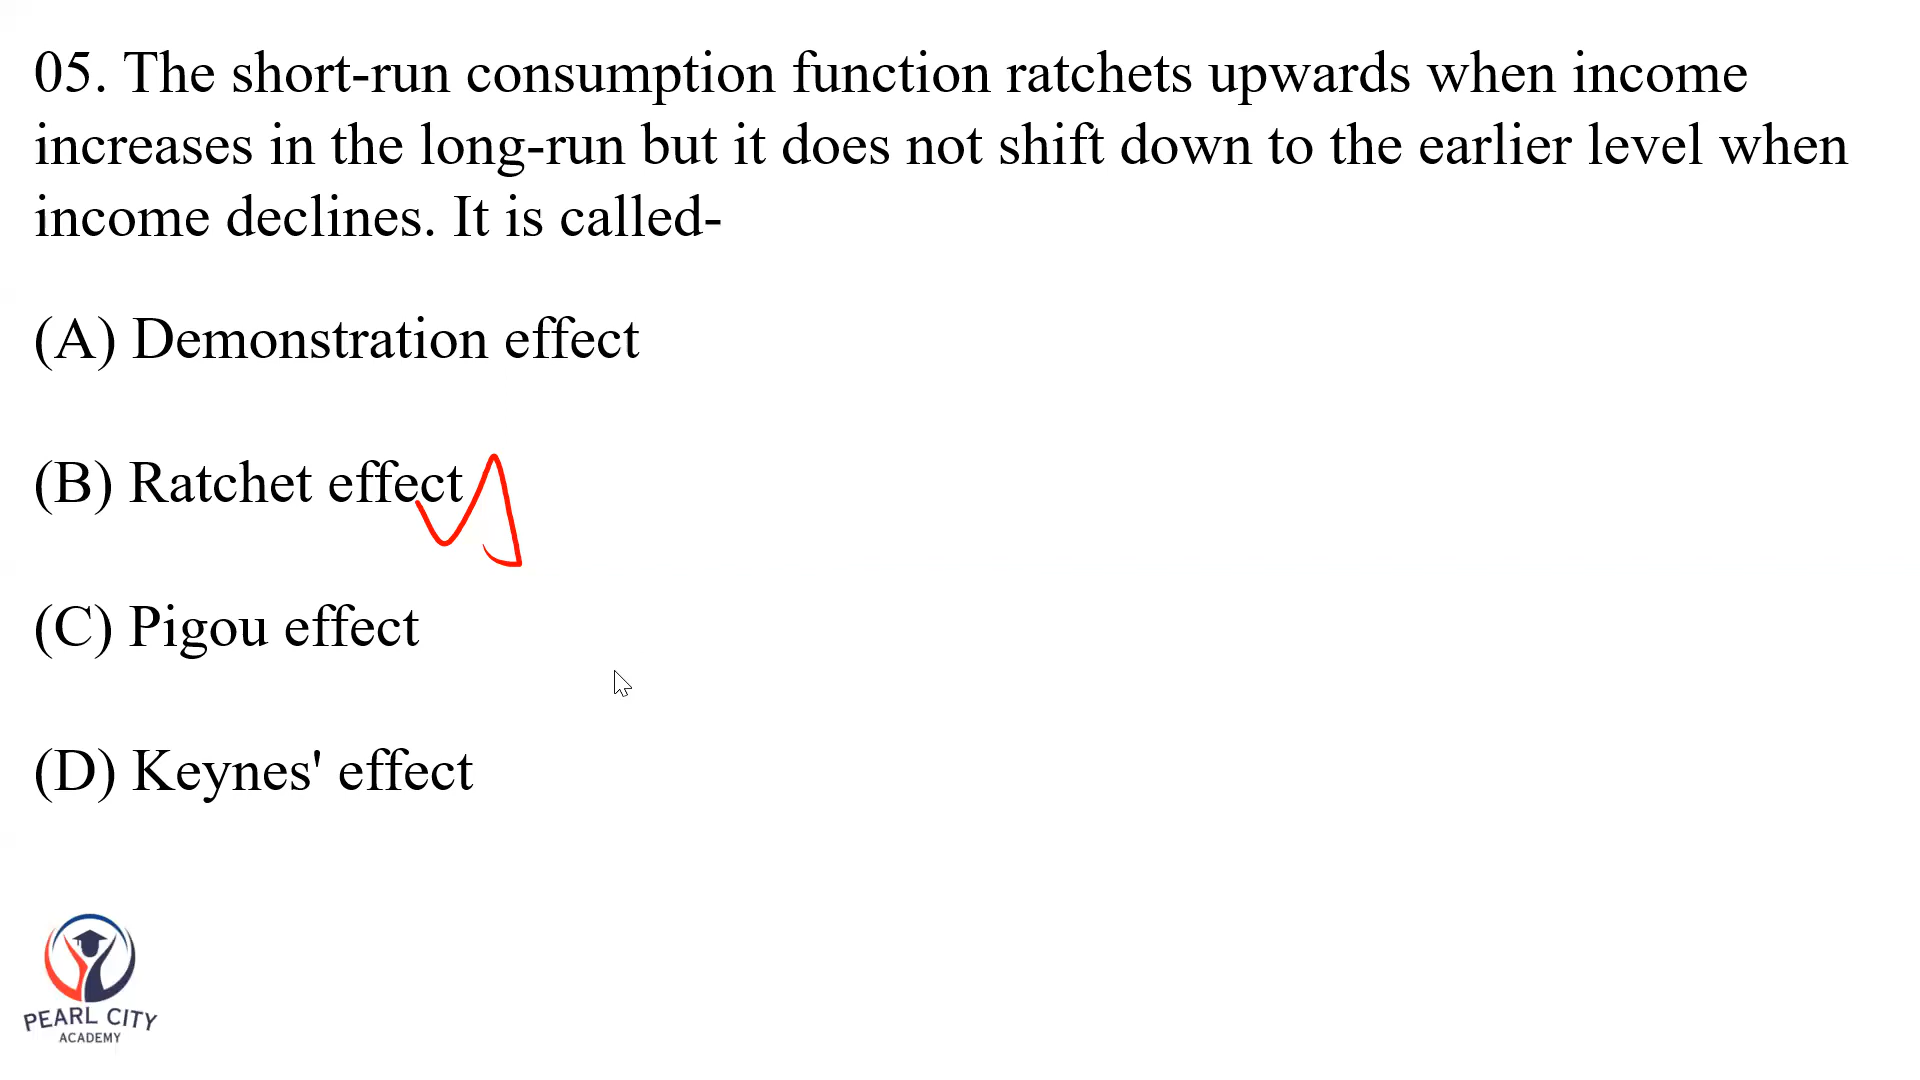 05. The short-run consumption function ratchets upwards when income
increases in the long-run but it does not shift down to the earlier level when
income declines. It is called-
(A) Demonstration effect
(B) Ratchet effect
(C) Pigou effect
(D) Keynes' effect
PEARL CITY
ACADEMY